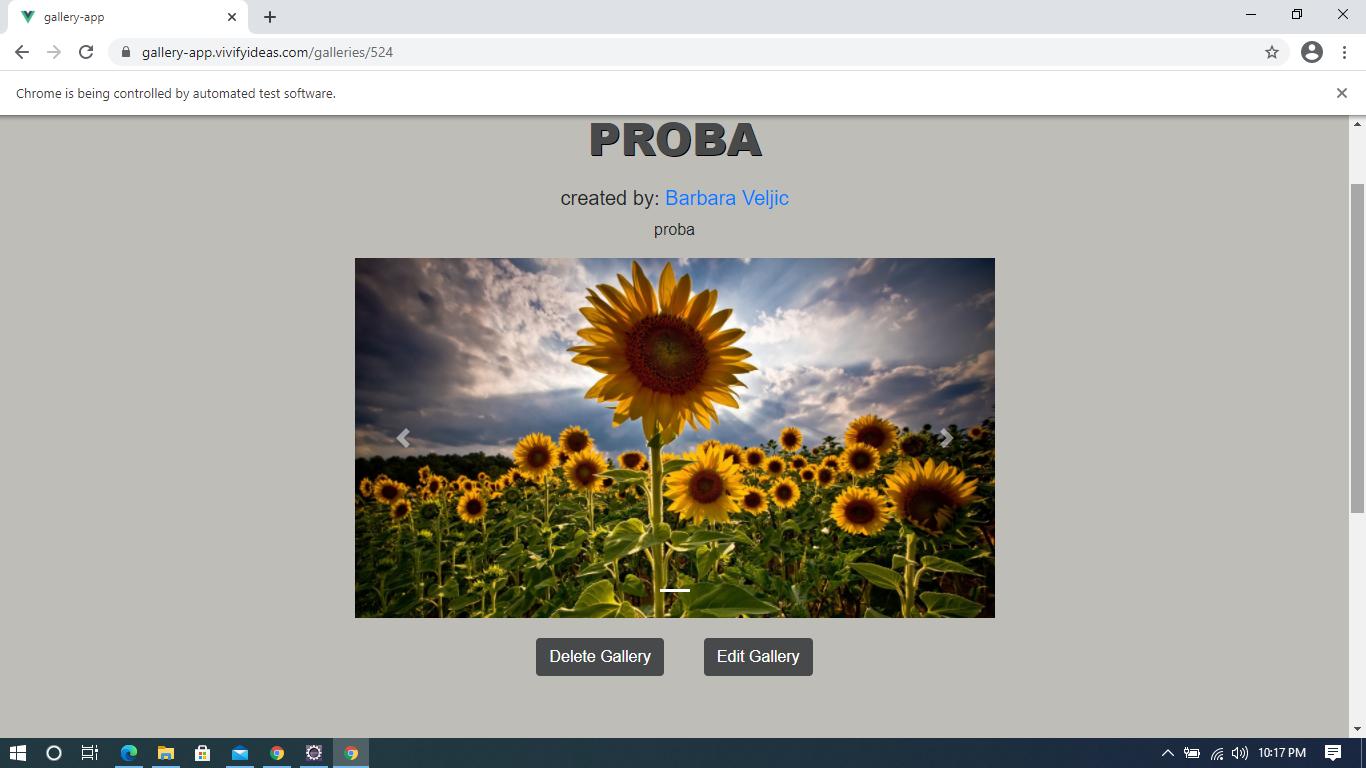 gallery-app
gallery-app.vivifyideas.com/galleries/524
Chrome is being controlled by automated test software.
PROBA
created by: Barbara Veljic
proba
Delete Gallery Edit Gallery
10:17 PM